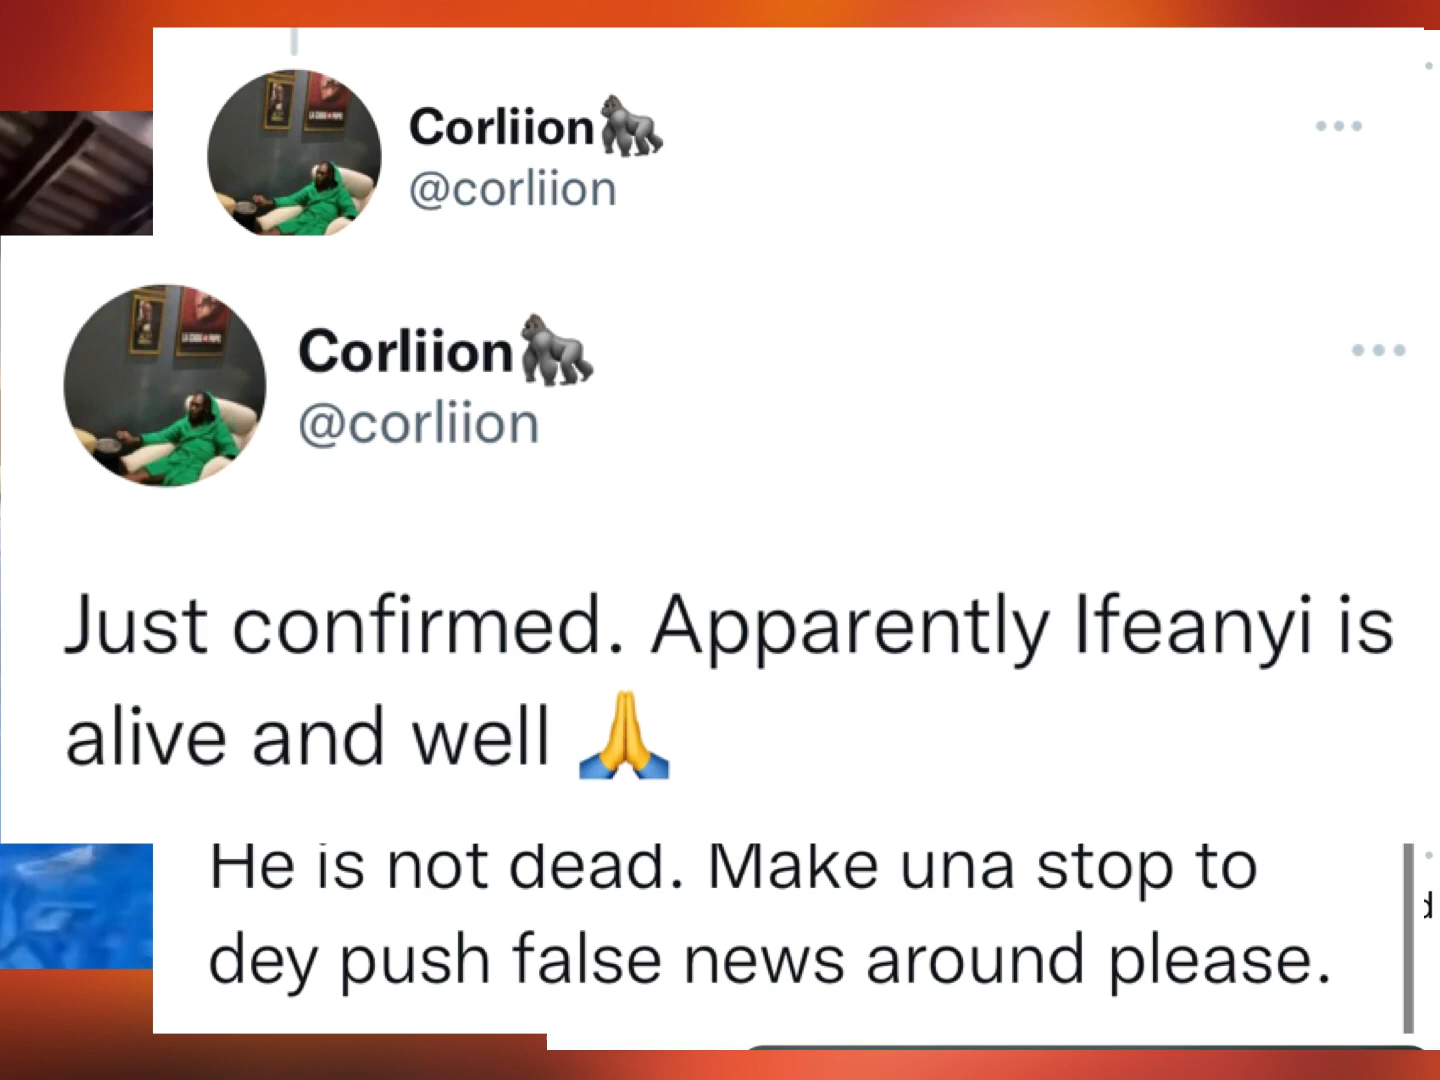 Corliion🦍
@corliion
Corliion🦍
@corliion
Just confirmed. Apparently Ifeanyi is
alive and well 🙏
He is not dead. Make una stop to
dey push false news around please.